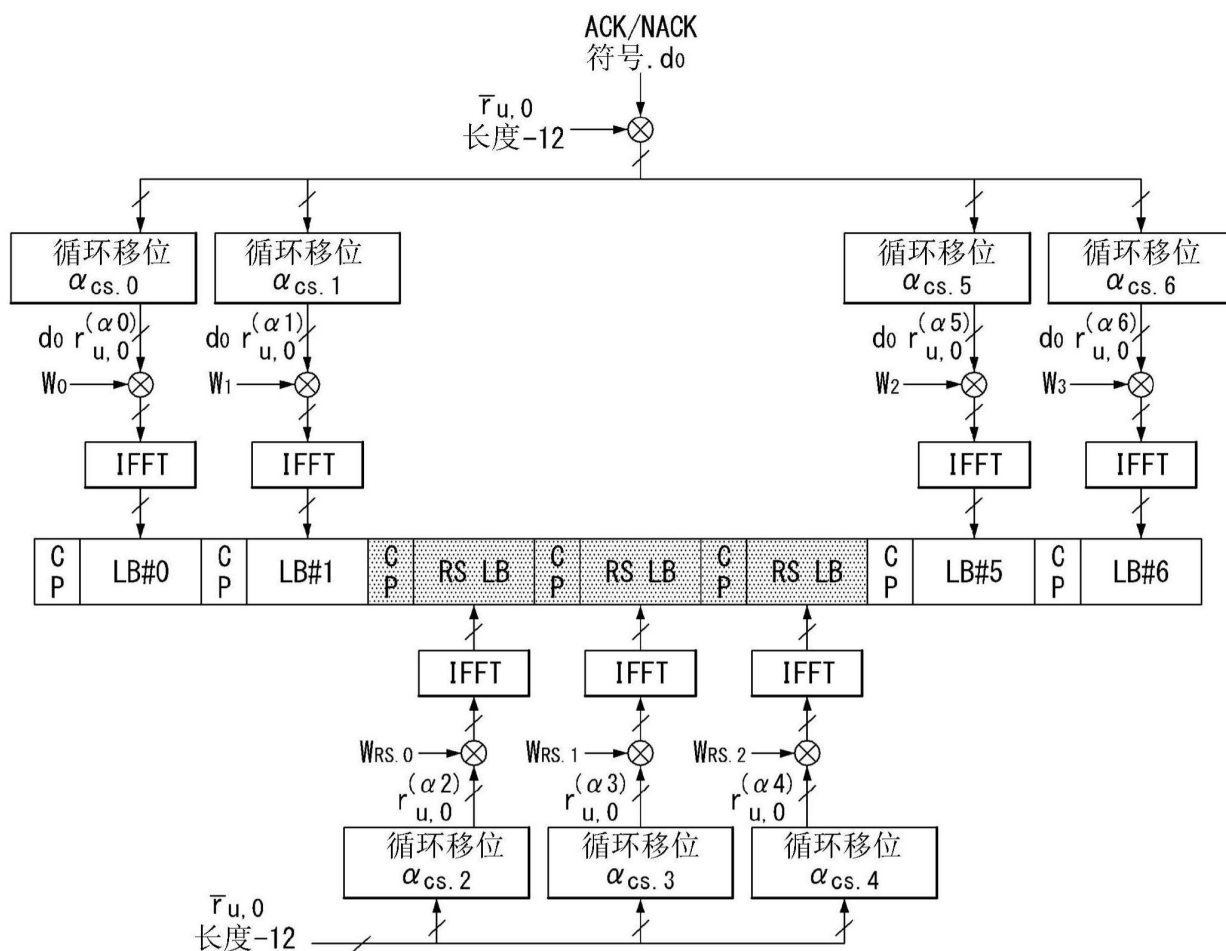 ACK/NACK
符号.d0
r̄u,0
长度-12
循环移位
αcs.0
循环移位
αcs.1
循环移位
αcs.5
循环移位
αcs.6
d0 r(α0)u,0
d0 r(α1)u,0
d0 r(α5)u,0
d0 r(α6)u,0
W0
W1
W2
W3
IFFT
IFFT
IFFT
IFFT
CP LB#0 CP LB#1 CP RS LB CP RS LB CP RS LB CP LB#5 CP LB#6
IFFT
IFFT
IFFT
WRS.0
WRS.1
WRS.2
r(α2)u,0
r(α3)u,0
r(α4)u,0
循环移位
αcs.2
循环移位
αcs.3
循环移位
αcs.4
r̄u,0
长度-12